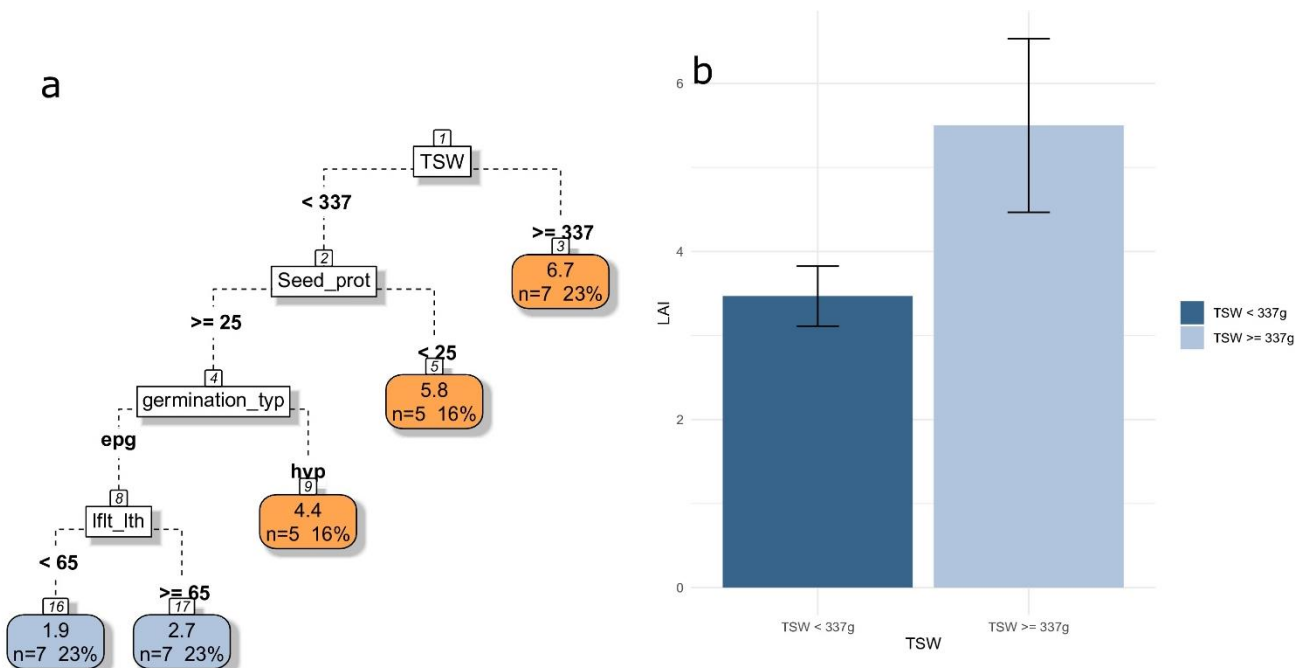 a
1
TSW
< 337
>= 337
2
Seed_prot
3
6.7
n=7 23%
>= 25
< 25
4
germination_typ
5
5.8
n=5 16%
epg
hyp
8
lflt_lth
9
4.4
n=5 16%
< 65
>= 65
16
1.9
n=7 23%
17
2.7
n=7 23%
b
6
4
2
0
LAI
TSW < 337g
TSW >= 337g
TSW
TSW < 337g
TSW >= 337g